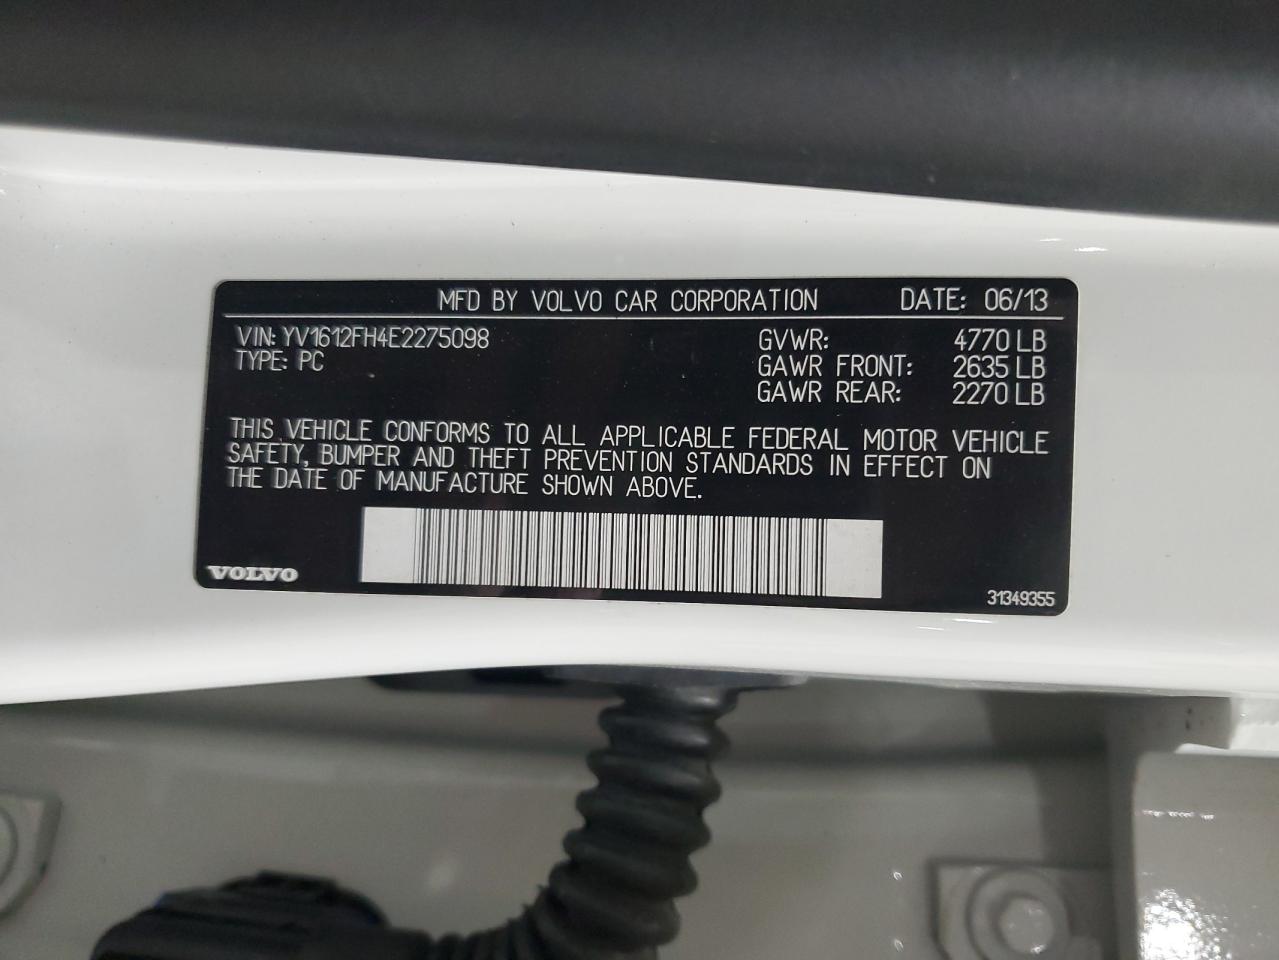 MFD BY VOLVO CAR CORPORATION DATE: 06/13
VIN: YV1612FH4E2275098 GVWR: 4770 LB
TYPE: PC GAWR FRONT: 2635 LB
GAWR REAR: 2270 LB
THIS VEHICLE CONFORMS TO ALL APPLICABLE FEDERAL MOTOR VEHICLE
SAFETY, BUMPER AND THEFT PREVENTION STANDARDS IN EFFECT ON
THE DATE OF MANUFACTURE SHOWN ABOVE.
VOLVO 31349355